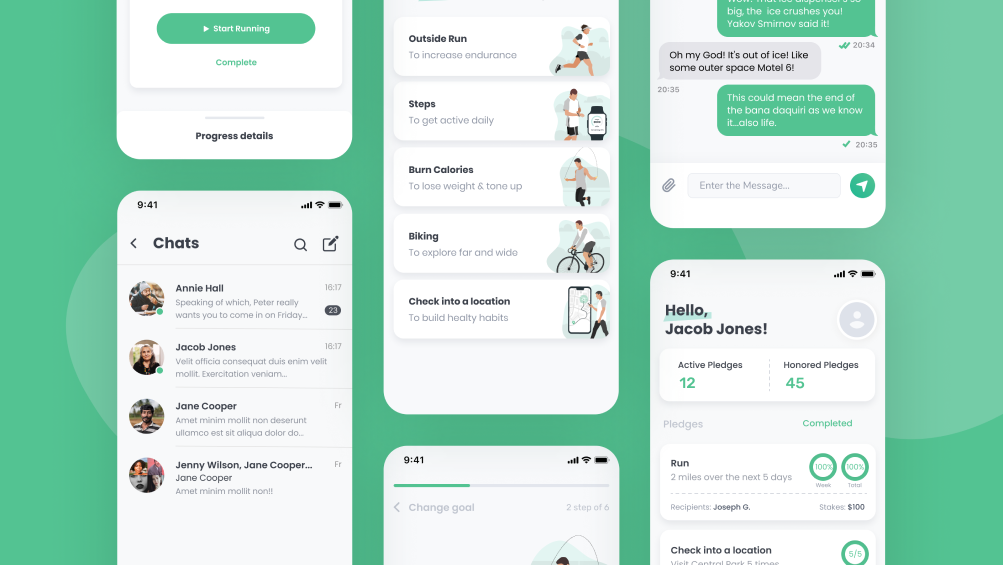 Start Running
Complete
Progress details
9:41
Chats
Annie Hall
16:17
Speaking of which, Peter really
wants you to come in on Friday...
23
Jacob Jones
16:17
Velit officia consequat duis enim velit
mollit. Exercitation veniam...
Jane Cooper
Fr
Amet minim mollit non deserunt
ullamco est sit aliqua dolor do...
Jenny Wilson, Jane Cooper...
Fr
Jane Cooper
Amet minim mollit non!!
Outside Run
To increase endurance
Steps
To get active daily
Burn Calories
To lose weight & tone up
Biking
To explore far and wide
Check into a location
To build healty habits
9:41
Change goal
2 step of 6
big, the ice crushes you!
Yakov Smirnov said it!
20:34
Oh my God! It's out of ice! Like
some outer space Motel 6!
20:35
This could mean the end of
the bana daquiri as we know
it...also life.
20:35
Enter the Message...
9:41
Hello,
Jacob Jones!
Active Pledges
Honored Pledges
12
45
Pledges
Completed
Run
2 miles over the next 5 days
100%
100%
Week
Total
Recipients: Joseph G.
Stakes: $100
Check into a location
5/5
Visit Central Park 5 times